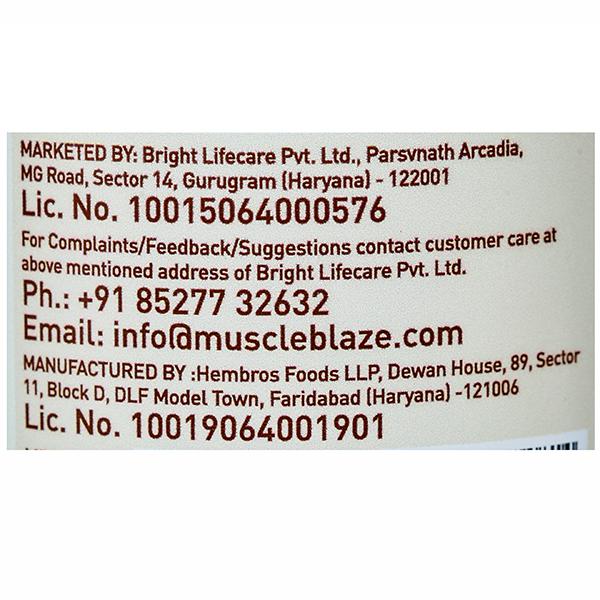 MARKETED BY: Bright Lifecare Pvt. Ltd., Parsvnath Arcadia,
MG Road, Sector 14, Gurugram (Haryana) - 122001
Lic. No. 10015064000576
For Complaints/Feedback/Suggestions contact customer care at
above mentioned address of Bright Lifecare Pvt. Ltd.
Ph.: +91 85277 32632
Email: info@muscleblaze.com
MANUFACTURED BY :Hembros Foods LLP, Dewan House, 89, Sector
11, Block D, DLF Model Town, Faridabad (Haryana) -121006
Lic. No. 10019064001901